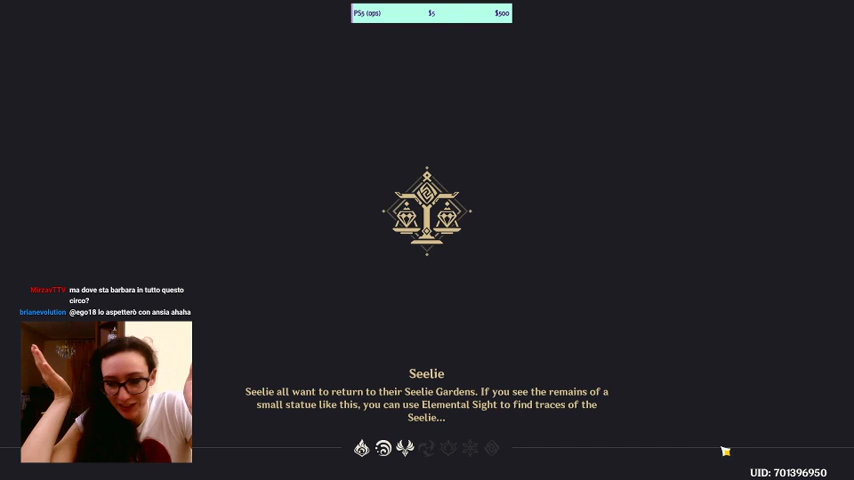 PS5 (ops) $5 $500
MirzavTTV ma dove sta barbara in tutto questo
circo?
brianevolution @ego18 lo aspetterò con ansia ahaha
Seelie
Seelie all want to return to their Seelie Gardens. If you see the remains of a
small statue like this, you can use Elemental Sight to find traces of the
Seelie...
UID: 701396950